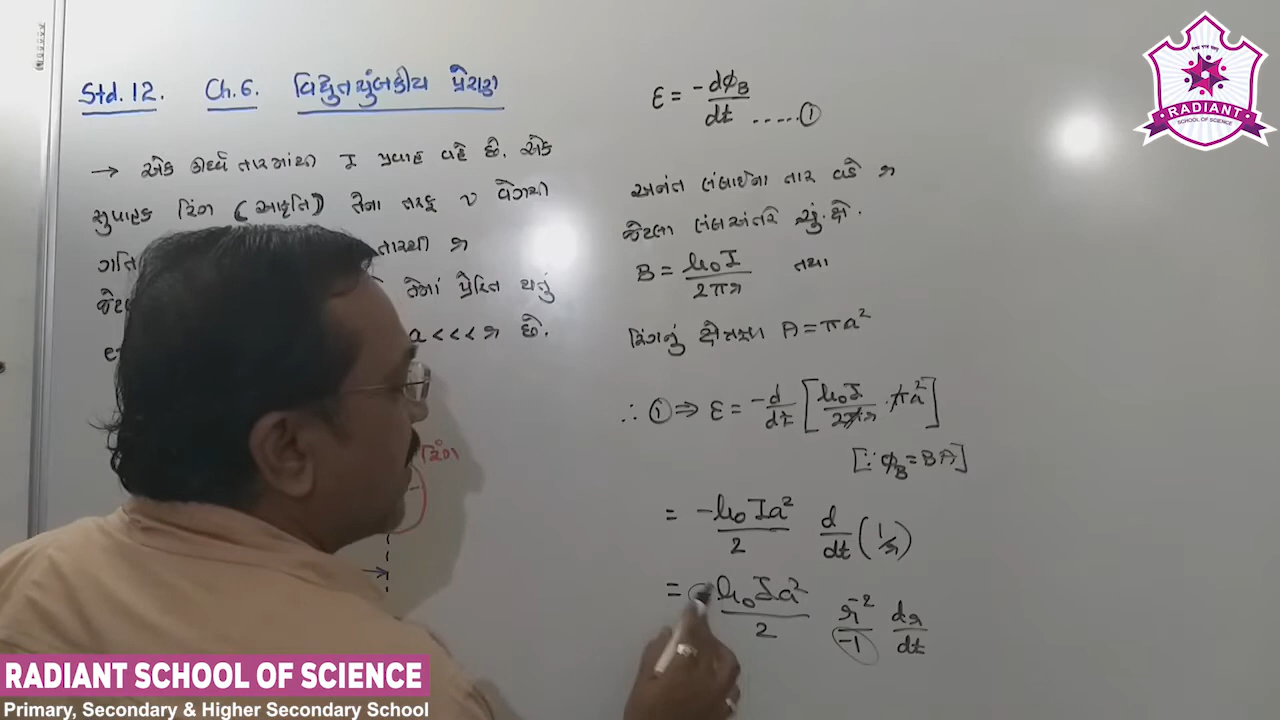 Std. 12. Ch. 6. વિદ્યુતચુંબકીય પ્રેરણ
→ એક લાંબા તારમાંથી I પ્રવાહ વહે છે. એક
સુવાહક રિંગ (આકૃતિ) તેના તરફ v વેગથી
ગતિ તારથી r
જેટલા તેમાં પ્રેરિત થતું
a <<< r છે.
રિંગ
ε = -dΦB/dt .....①
અનંત લંબાઈના તાર વડે r
જેટલા લંબઅંતરે ચું.ક્ષે.
B = μ₀I/2πr તથા
રિંગનું ક્ષેત્રફળ A = πa²
∴ ① ⇒ ε = -d/dt [μ₀I/2πr · πa²]
[∵ ΦB = BA]
= -μ₀Ia²/2 d/dt (1/r)
= -μ₀Ia²/2 r⁻²/-1 dr/dt
RADIANT
SCHOOL OF SCIENCE
RADIANT SCHOOL OF SCIENCE
Primary, Secondary & Higher Secondary School